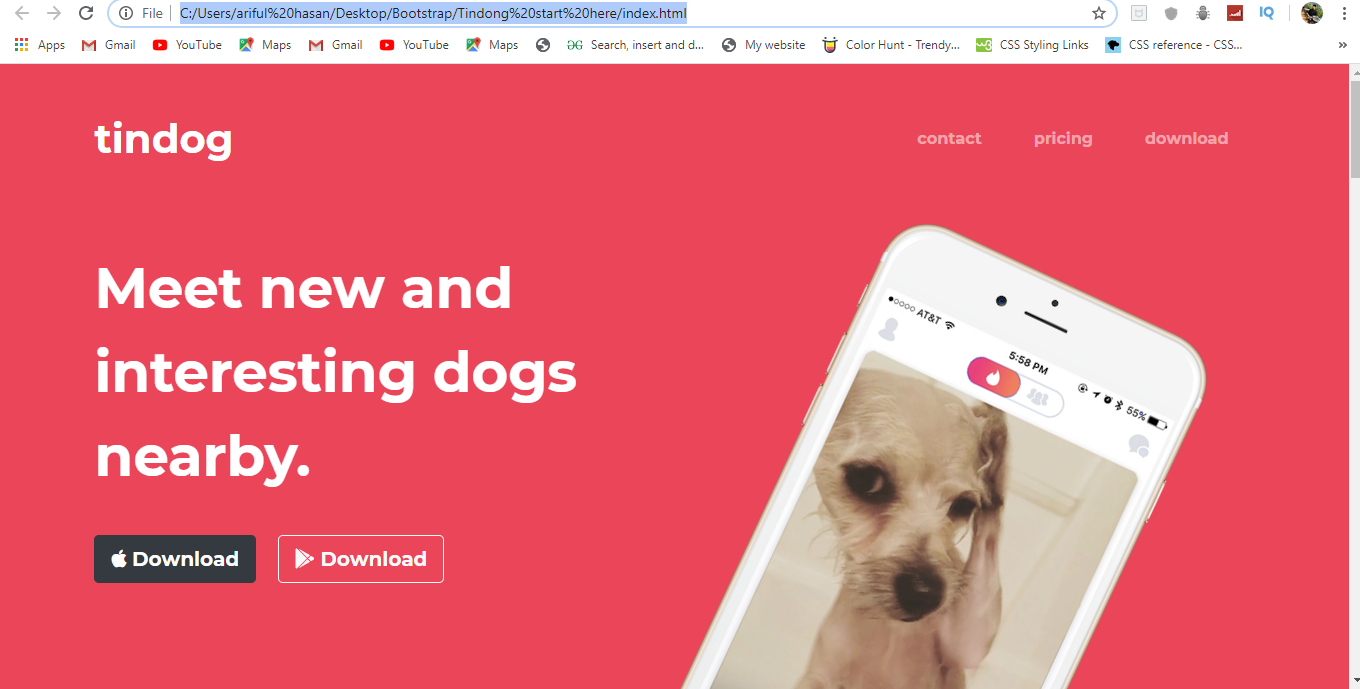 File C:/Users/ariful%20hasan/Desktop/Bootstrap/Tindong%20start%20here/index.html IQ
Apps Gmail YouTube Maps Gmail YouTube Maps Search, insert and d... My website Color Hunt - Trendy... CSS Styling Links CSS reference - CSS... »
tindog contact pricing download
Meet new and
interesting dogs
nearby.
AT&T
5:58 PM
55%
Download Download